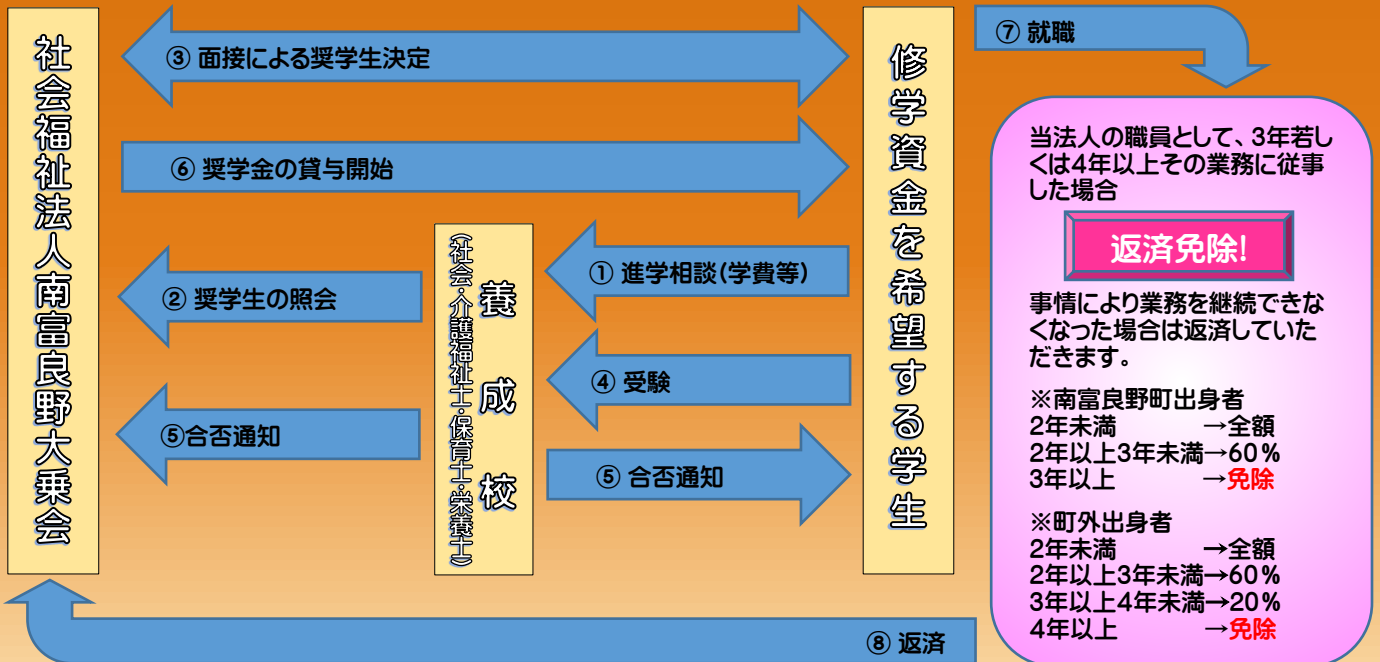 社会福祉法人南富良野大乗会
③ 面接による奨学生決定
⑥ 奨学金の貸与開始
② 奨学生の照会
⑤合否通知
養成校
(社会・介護福祉士・保育士・栄養士)
① 進学相談(学費等)
④ 受験
⑤ 合否通知
修学資金を希望する学生
⑦ 就職
当法人の職員として、3年若し
くは4年以上その業務に従事
した場合
返済免除!
事情により業務を継続できな
くなった場合は返済していた
だきます。
※南富良野町出身者
2年未満 →全額
2年以上3年未満→60%
3年以上 →免除
※町外出身者
2年未満 →全額
2年以上3年未満→60%
3年以上4年未満→20%
4年以上 →免除
⑧ 返済